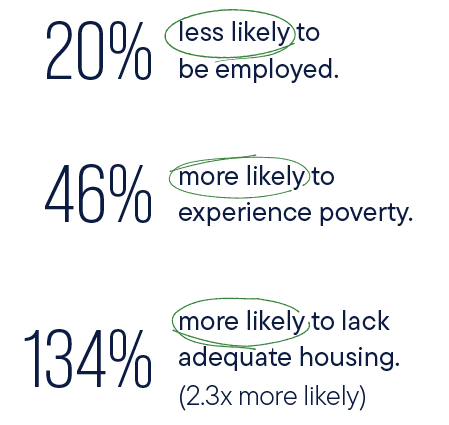 20% less likely to
be employed.
46% more likely to
experience poverty.
134% more likely to lack
adequate housing.
(2.3x more likely)